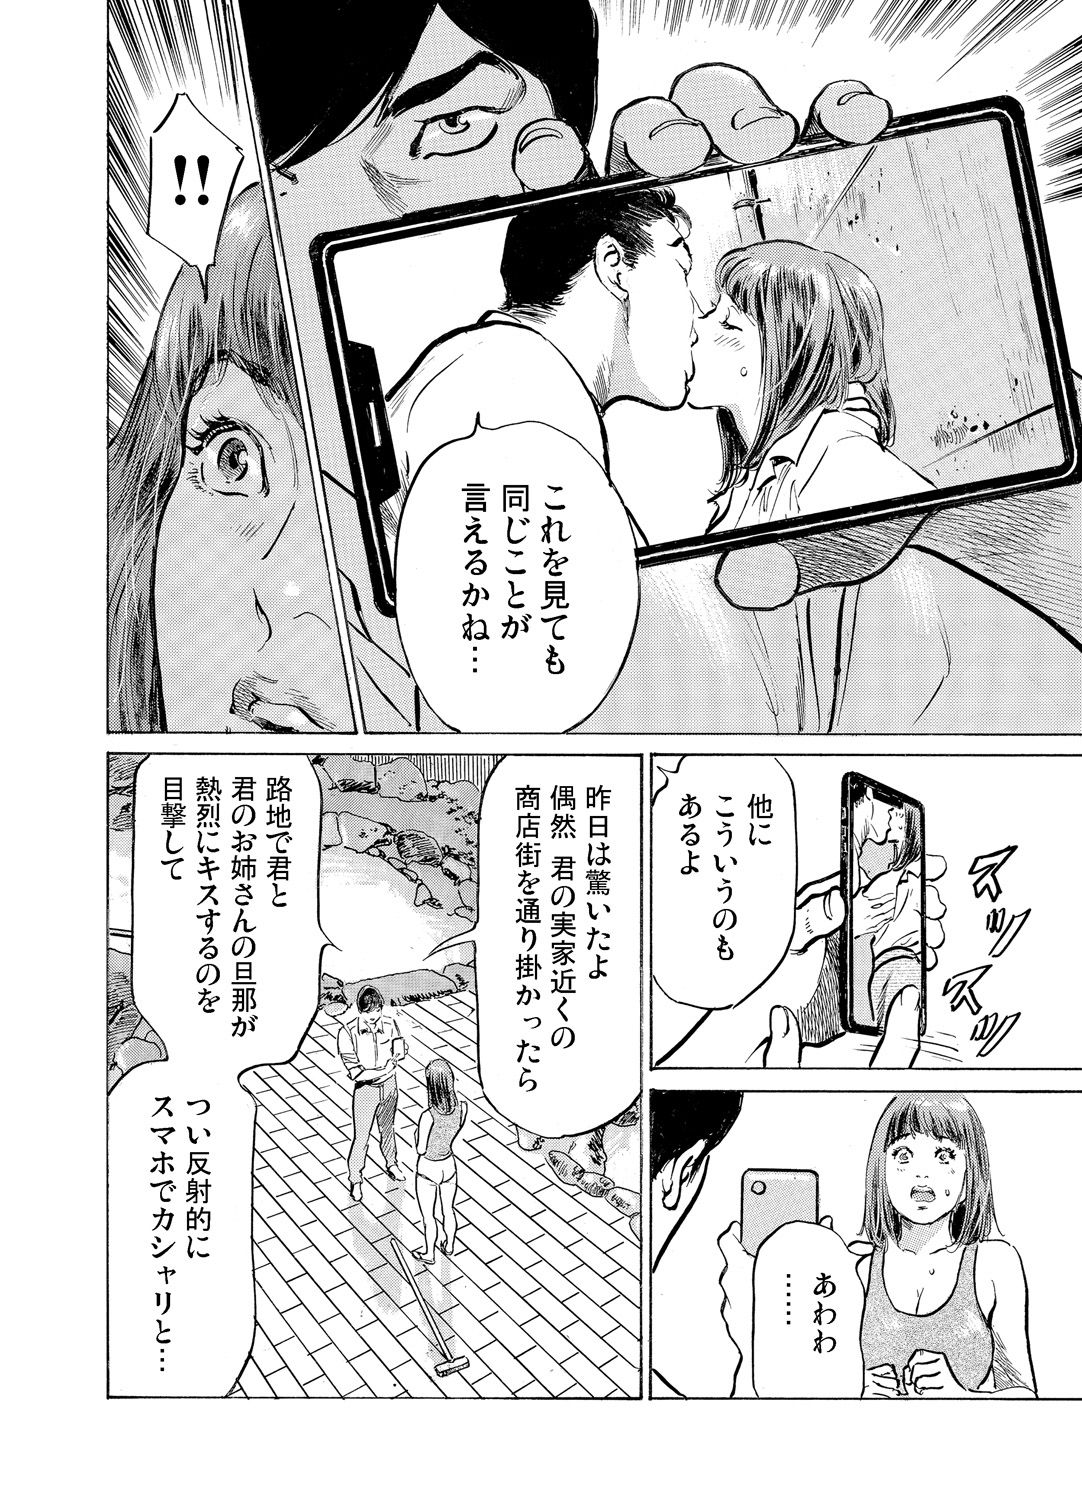 これを見ても
同じことが
言えるかね…
!!
他に
こういうのも
あるよ
スッ
スッ
あわわ
……
昨日は驚いたよ
偶然 君の実家近くの
商店街を通り掛かったら
路地で君と
君のお姉さんの旦那が
熱烈にキスするのを
目撃して
つい反射的に
スマホでカシャリと…